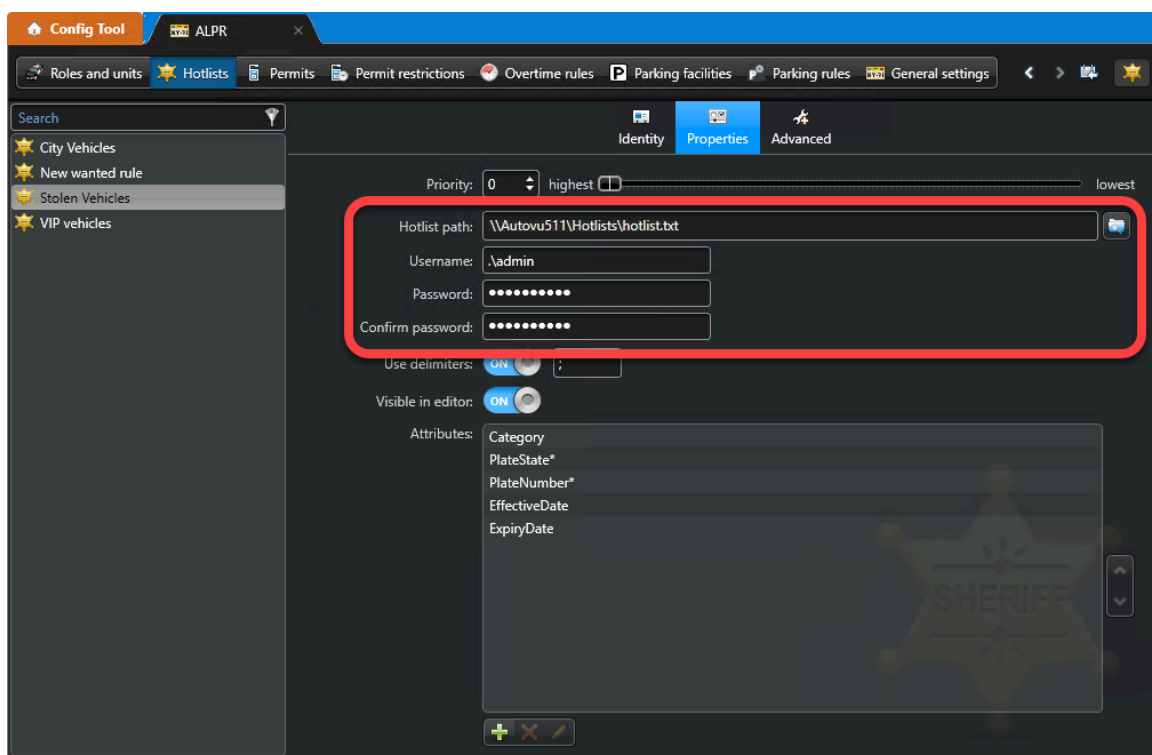 Config Tool ALPR
Roles and units Hotlists Permits Permit restrictions Overtime rules P Parking facilities P Parking rules General settings
Search
City Vehicles
New wanted rule
Stolen Vehicles
VIP vehicles
Identity Properties Advanced
Priority: 0 highest lowest
Hotlist path: \\Autovu511\Hotlists\hotlist.txt
Username: .\admin
Password: ●●●●●●●●●●
Confirm password: ●●●●●●●●●●
Use delimiters: ON ;
Visible in editor: ON
Attributes: Category
PlateState*
PlateNumber*
EffectiveDate
ExpiryDate
SHERIFF